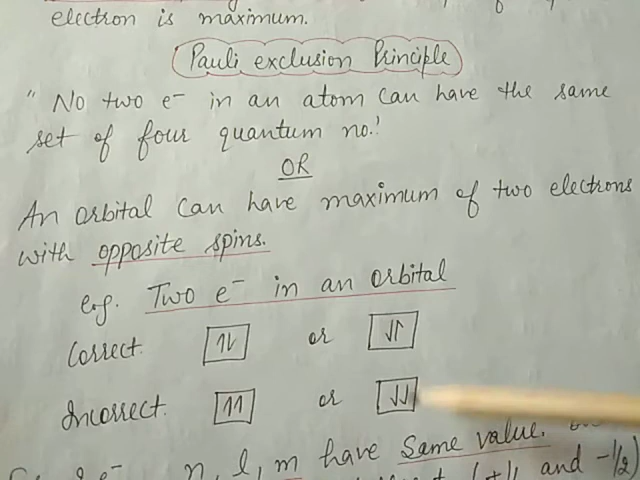 electron is maximum.
Pauli exclusion Principle
"No two e⁻ in an atom can have the same
set of four quantum no.'
OR
An orbital can have maximum of two electrons
with opposite spins.
e.g. Two e⁻ in an orbital
Correct 1⇂ or ⇃↾
Incorrect. 11 or ⇃⇃
e⁻ n, l, m have same value.
(+1/ and -1/2)